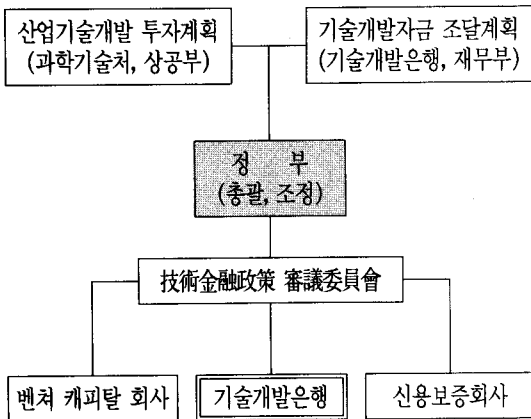 산업기술개발 투자계획
(과학기술처, 상공부)
기술개발자금 조달계획
(기술개발은행, 재무부)
정 부
(총괄, 조정)
技術金融政策 審議委員會
벤쳐 캐피탈 회사
기술개발은행
신용보증회사